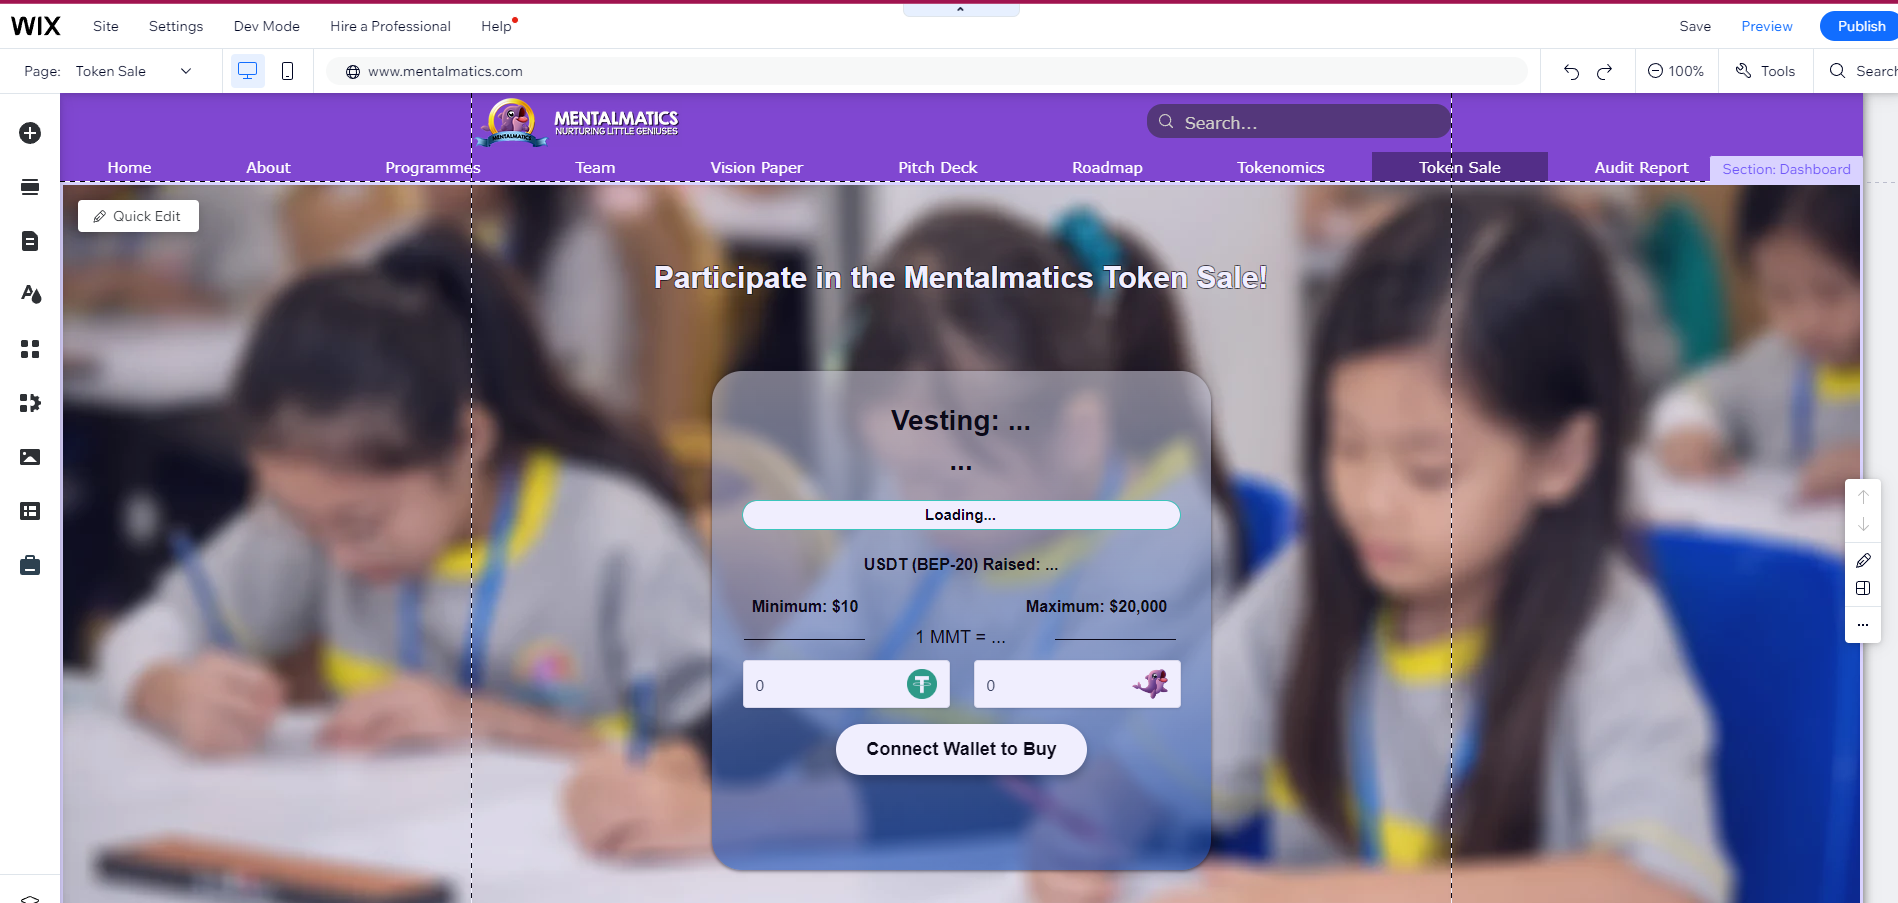 WIX Site Settings Dev Mode Hire a Professional Help Save Preview Publish
Page: Token Sale www.mentalmatics.com 100% Tools Search
MENTALMATICS
NURTURING LITTLE GENIUSES
MENTALMATICS
Search...
Home About Programmes Team Vision Paper Pitch Deck Roadmap Tokenomics Token Sale Audit Report
Section: Dashboard
Quick Edit
Participate in the Mentalmatics Token Sale!
Vesting: ...
...
Loading...
USDT (BEP-20) Raised: ...
Minimum: $10 Maximum: $20,000
1 MMT = ...
0 0
Connect Wallet to Buy